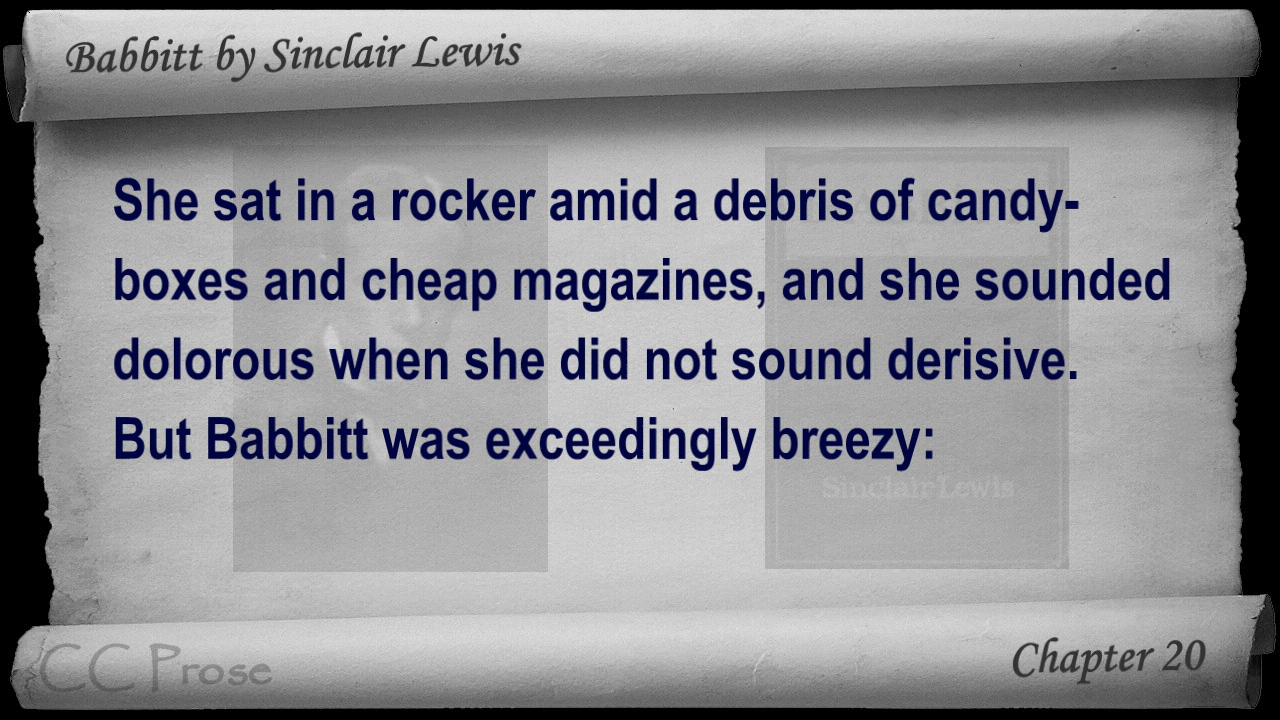 Babbitt by Sinclair Lewis
She sat in a rocker amid a debris of candy-
boxes and cheap magazines, and she sounded
dolorous when she did not sound derisive.
But Babbitt was exceedingly breezy:
Sinclair Lewis
CC Prose
Chapter 20